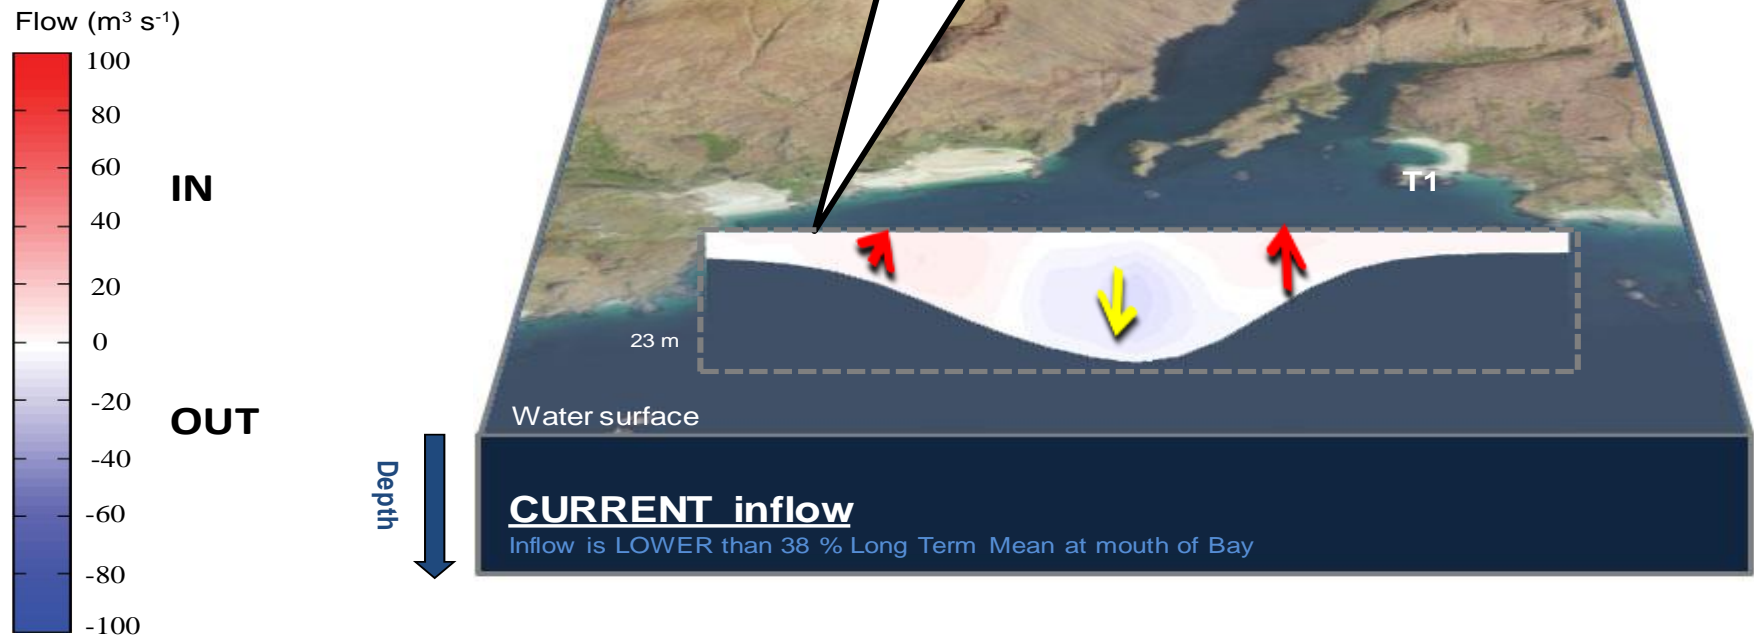 Flow (m³ s⁻¹)
100
80
60
40
20
0
-20
-40
-60
-80
-100
IN
OUT
T1
23 m
Water surface
Depth
CURRENT inflow
Inflow is LOWER than 38 % Long Term Mean at mouth of Bay